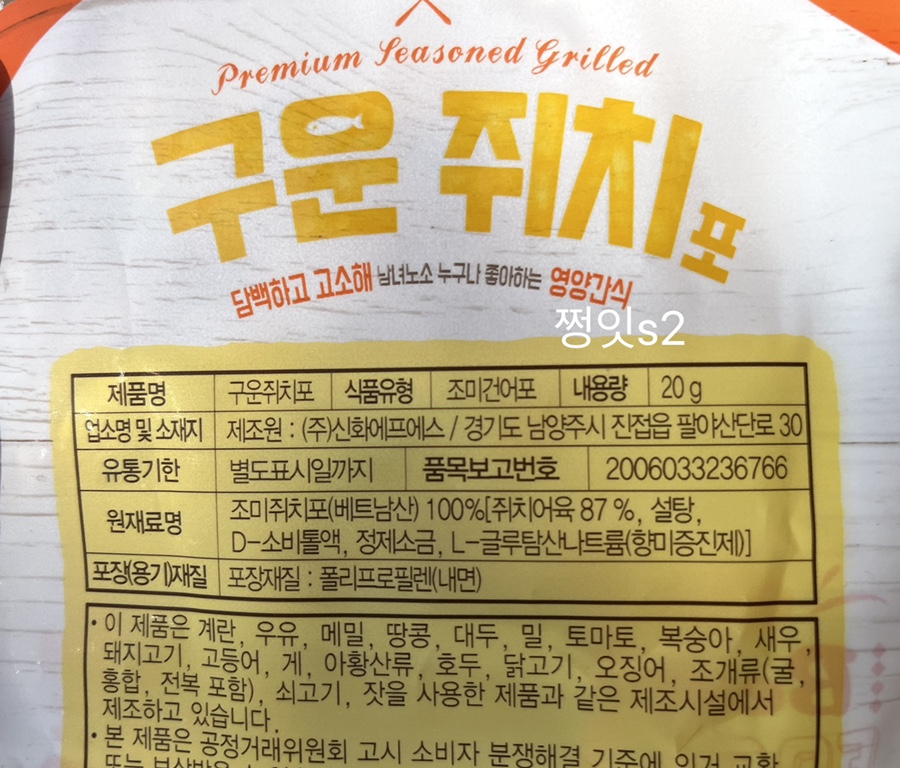 Premium Seasoned Grilled
구운 쥐치포
담백하고 고소해 남녀노소 누구나 좋아하는 영양간식
쩡잇s2
제품명 구운쥐치포 식품유형 조미건어포 내용량 20 g
업소명 및 소재지 제조원 : (주)신화에프에스 / 경기도 남양주시 진접읍 팔야산단로 30
유통기한 별도표시일까지 품목보고번호 2006033236766
원재료명 조미쥐치포(베트남산) 100%[쥐치어육 87 %, 설탕,
D-소비톨액, 정제소금, L-글루탐산나트륨(향미증진제)]
포장(용기)재질 포장재질 : 폴리프로필렌(내면)
• 이 제품은 계란, 우유, 메밀, 땅콩, 대두, 밀, 토마토, 복숭아, 새우,
돼지고기, 고등어, 게, 아황산류, 호두, 닭고기, 오징어, 조개류(굴,
홍합, 전복 포함), 쇠고기, 잣을 사용한 제품과 같은 제조시설에서
제조하고 있습니다.
• 본 제품은 공정거래위원회 고시 소비자 분쟁해결 기준에 의거 교환
또는 보상받을